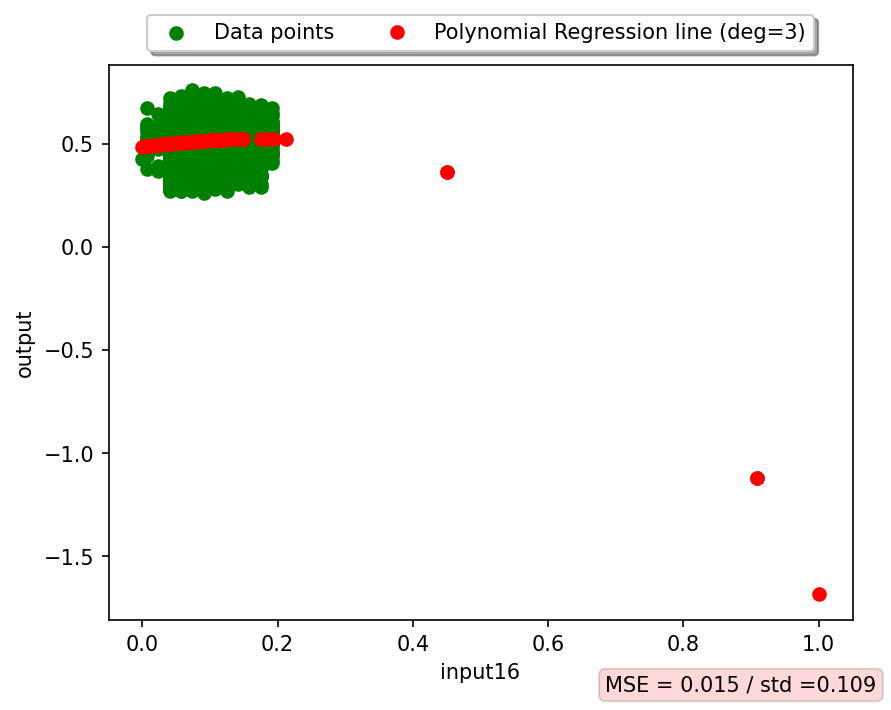 Data points Polynomial Regression line (deg=3)
0.5
0.0
−0.5
−1.0
−1.5
output
0.0 0.2 0.4 0.6 0.8 1.0
input16
MSE = 0.015 / std =0.109